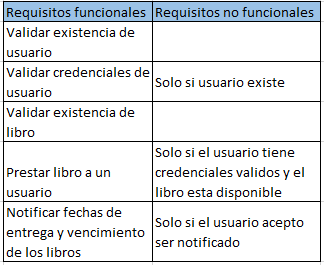 Requisitos funcionales Requisitos no funcionales
Validar existencia de
usuario
Validar credenciales de
usuario
Solo si usuario existe
Validar existencia de
libro
Prestar libro a un
usuario
Solo si el usuario tiene
credenciales validos y el
libro esta disponible
Notificar fechas de
entrega y vencimiento
de los libros
Solo si el usuario acepto
ser notificado